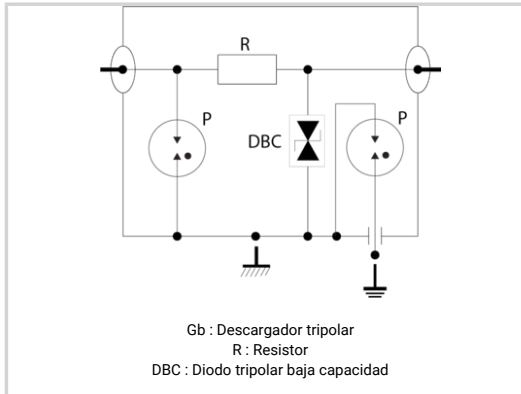 R
P
P
DBC
Gb : Descargador tripolar
R : Resistor
DBC : Diodo tripolar baja capacidad